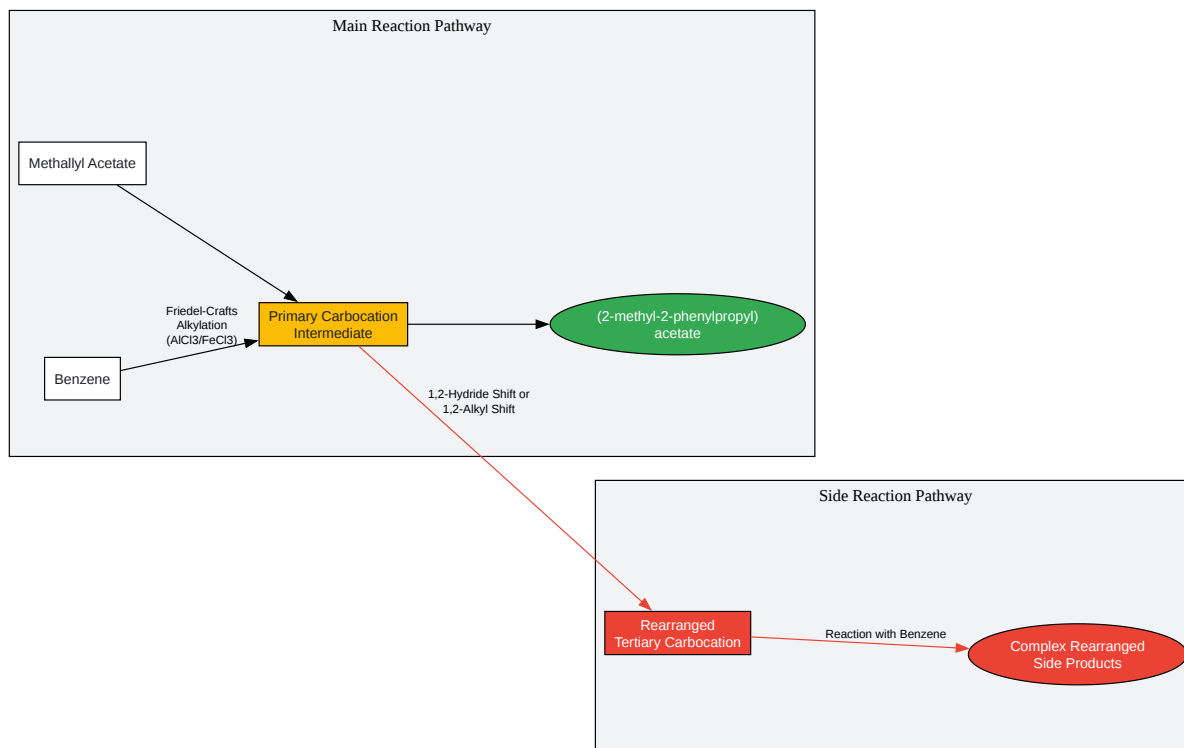 Main Reaction Pathway
Methallyl Acetate
Friedel-Crafts
Alkylation
(AlCl3/FeCl3)
Benzene
Primary Carbocation
Intermediate
(2-methyl-2-phenylpropyl)
acetate
1,2-Hydride Shift or
1,2-Alkyl Shift
Side Reaction Pathway
Rearranged
Tertiary Carbocation
Reaction with Benzene
Complex Rearranged
Side Products